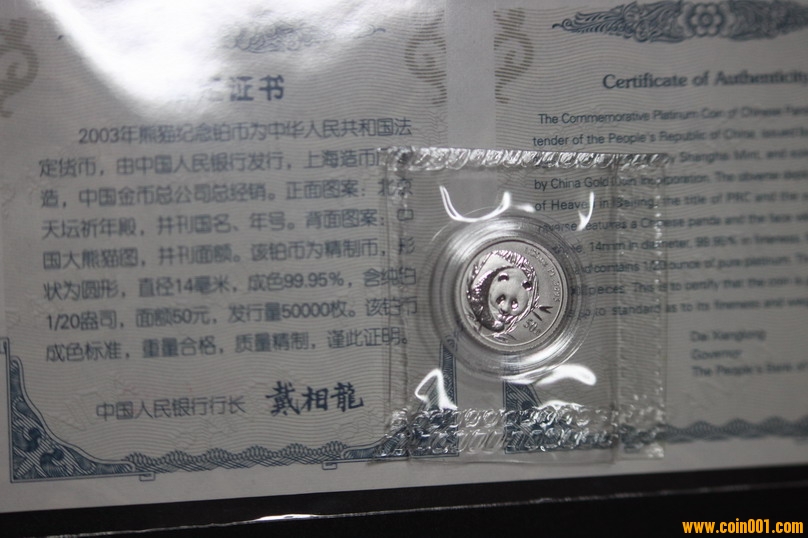 证书
2003年熊猫纪念铂币为中华人民共和国法
定货币，由中国人民银行发行，上海造币厂
造，中国金币总公司总经销。正面图案：北京
天坛祈年殿，并刊国名、年号。背面图案：
国大熊猫图，并刊面额。该铂币为精制币，形
状为圆形，直径14毫米，成色99.95%，含纯铂
1/20盎司，面额50元，发行量50000枚。该铂币
成色标准，重量合格，质量精制，谨此证明。
中国人民银行行长 戴相龍
Certificate of Authenticity
The Commemorative Platinum Coin of Chinese
tender of the People's Republic of China, issued
Shanghai Mint, and
by China Gold Coin Incorporation. The obverse
of Heaven in Beijing, the title of PRC and the
features a Chinese panda and the face
14mm in diameter, 99.95% in fineness,
and contains ounce of pure
pieces. This is to certify that the coin
to standard as to its fineness and
Dai Xianglong
Governor
The People's Bank of
50元
www.coin001.com